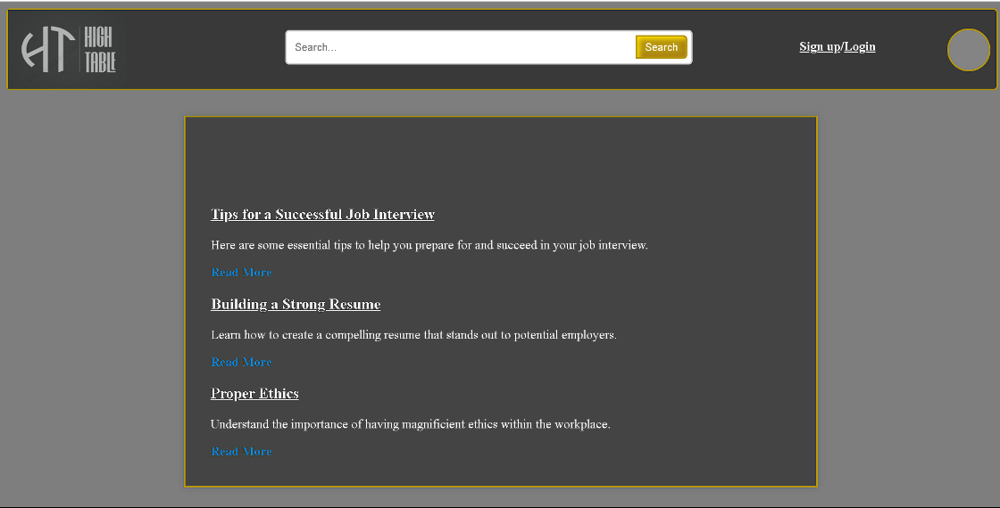 HT HIGH
TABLE
Search...
Search
Sign up/Login
Tips for a Successful Job Interview
Here are some essential tips to help you prepare for and succeed in your job interview.
Read More
Building a Strong Resume
Learn how to create a compelling resume that stands out to potential employers.
Read More
Proper Ethics
Understand the importance of having magnificient ethics within the workplace.
Read More